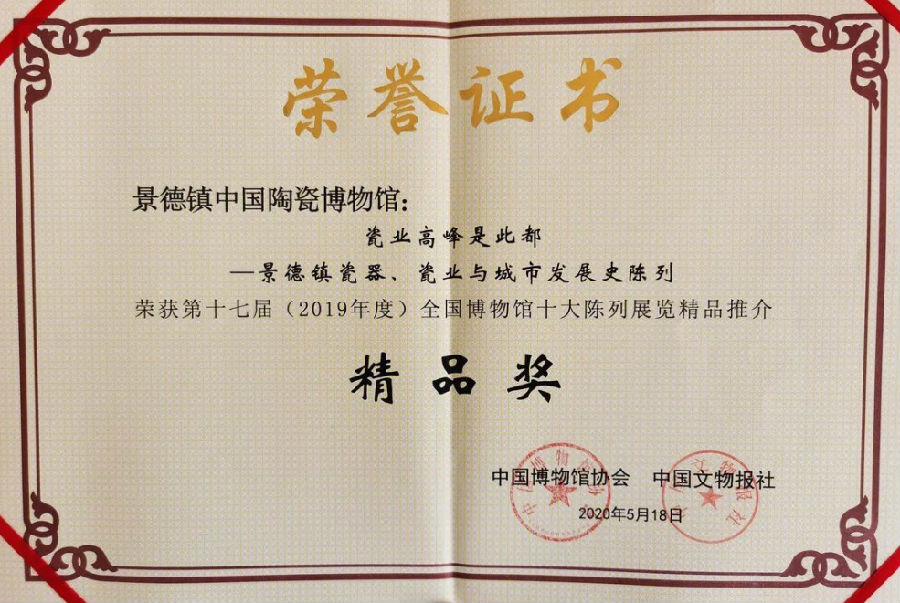 荣誉证书
景德镇中国陶瓷博物馆：
瓷业高峰是此都
—景德镇瓷器、瓷业与城市发展史陈列
荣获第十七届（2019年度）全国博物馆十大陈列展览精品推介
精品奖
中国博物馆协会 中国文物报社
2020年5月18日